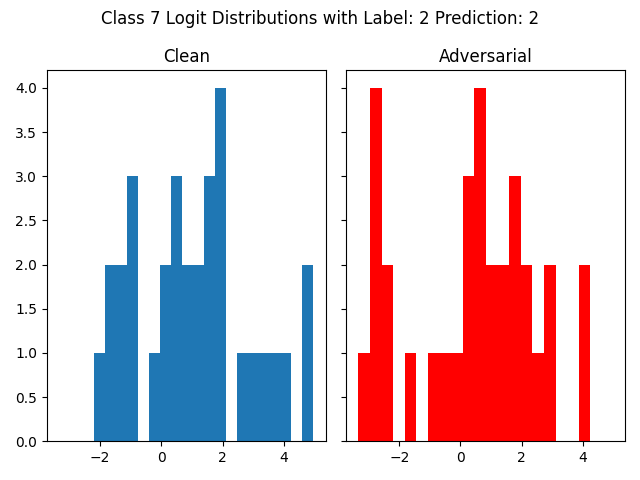 Class 7 Logit Distributions with Label: 2 Prediction: 2
Clean
Adversarial
4.0
3.5
3.0
2.5
2.0
1.5
1.0
0.5
0.0
−2 0 2 4
−2 0 2 4